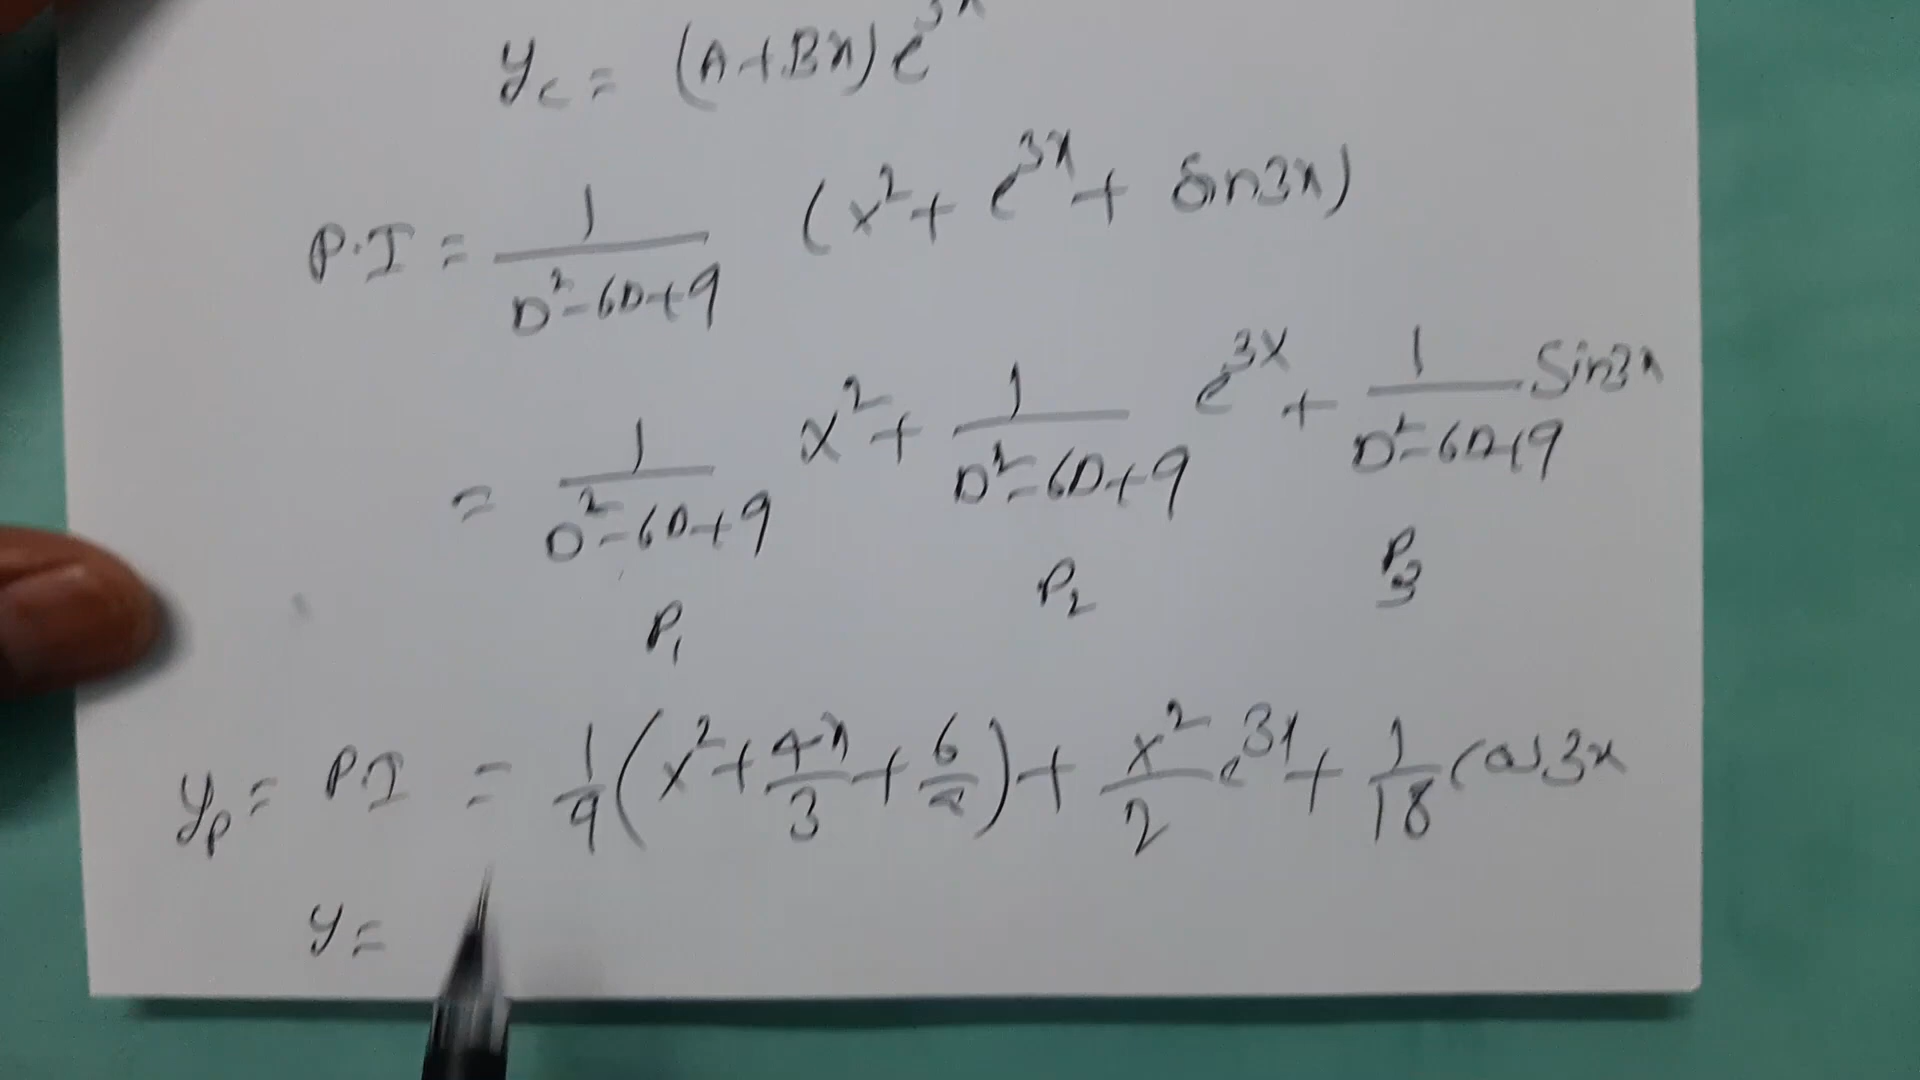 y_c = (A+Bx) e^3x
P.I = 1/(D²-6D+9) (x² + e^3x + Sin3x)
= 1/(D²-6D+9) x² + 1/(D²-6D+9) e^3x + 1/(D²-6D+9) Sin3x
P₁ P₂ P₃
y_p = P.I = 1/9 (x² + 4x/3 + 6/9) + x²/2 e^3x + 1/18 cos3x
y =